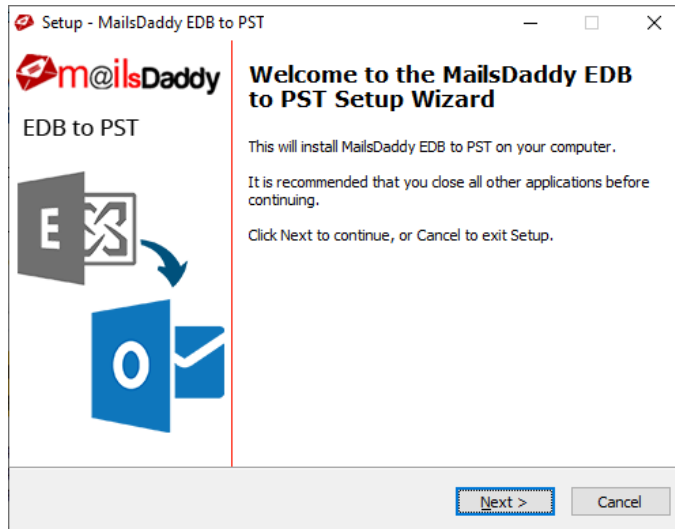 Setup - MailsDaddy EDB to PST
m@ilsDaddy
EDB to PST
E
O
Welcome to the MailsDaddy EDB
to PST Setup Wizard
This will install MailsDaddy EDB to PST on your computer.
It is recommended that you close all other applications before
continuing.
Click Next to continue, or Cancel to exit Setup.
Next >
Cancel